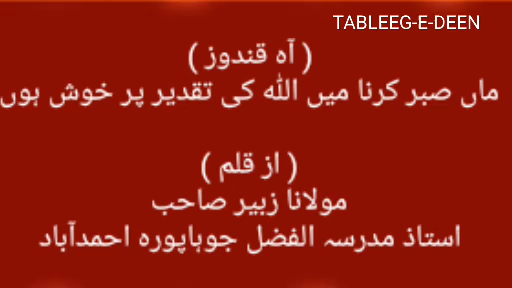 TABLEEG-E-DEEN
( آہ قندوز )
ماں صبر کرنا میں اللہ کی تقدیر پر خوش ہوں
( از قلم )
مولانا زبیر صاحب
استاذ مدرسہ الفضل جوہاپورہ احمدآباد